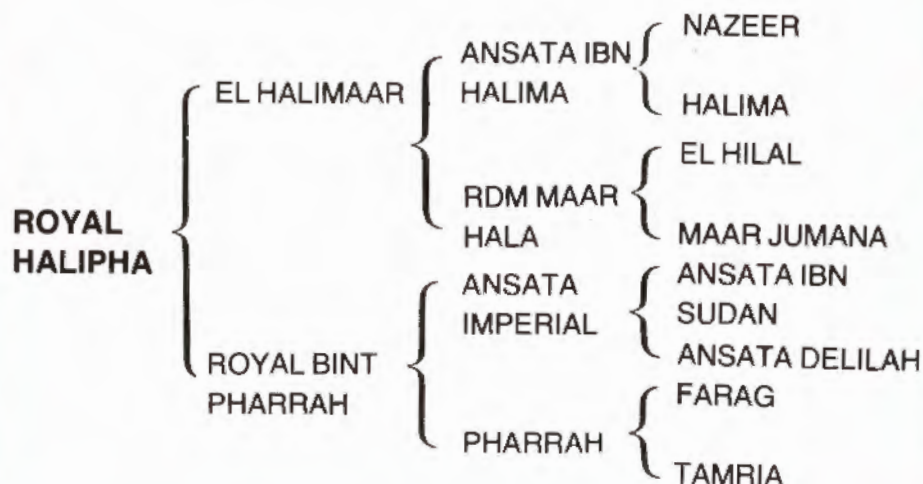 ROYAL
HALIPHA
EL HALIMAAR
ROYAL BINT
PHARRAH
ANSATA IBN
HALIMA
RDM MAAR
HALA
ANSATA
IMPERIAL
PHARRAH
NAZEER
HALIMA
EL HILAL
MAAR JUMANA
ANSATA IBN
SUDAN
ANSATA DELILAH
FARAG
TAMRIA